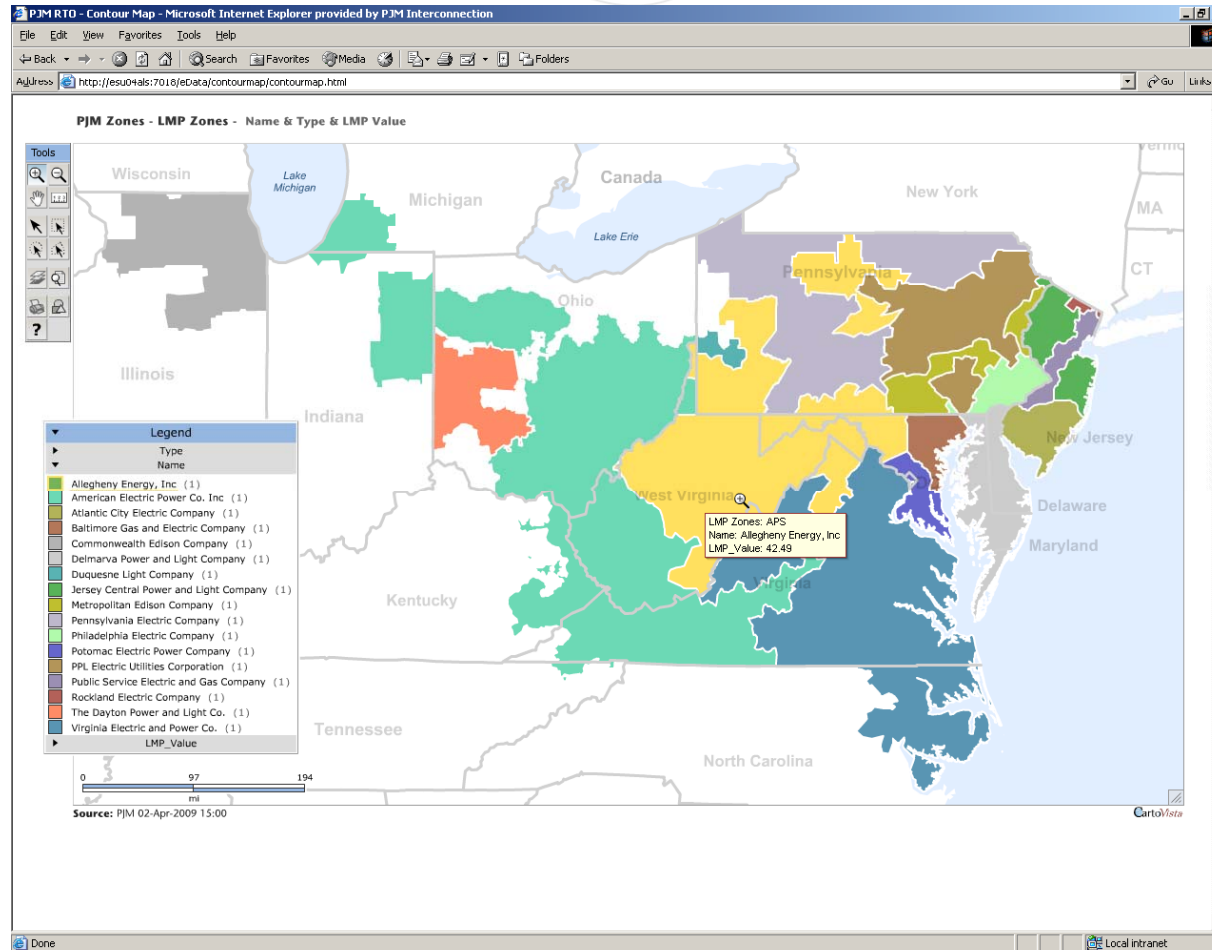 PJM RTO - Contour Map - Microsoft Internet Explorer provided by PJM Interconnection
File Edit View Favorites Tools Help
Back Search Favorites Media Folders
Address http://esu04als:7018/eData/contourmap/contourmap.html Go Links
PJM Zones - LMP Zones - Name & Type & LMP Value
Tools
Wisconsin
Lake
Michigan
Michigan
Canada
Lake Erie
New York
MA
CT
Pennsylvania
Ohio
Illinois
Indiana
New Jersey
West Virginia
Delaware
Maryland
Virginia
Kentucky
Tennessee
North Carolina
LMP Zones: APS
Name: Allegheny Energy, Inc
LMP_Value: 42.49
Legend
Type
Name
Allegheny Energy, Inc (1)
American Electric Power Co. Inc (1)
Atlantic City Electric Company (1)
Baltimore Gas and Electric Company (1)
Commonwealth Edison Company (1)
Delmarva Power and Light Company (1)
Duquesne Light Company (1)
Jersey Central Power and Light Company (1)
Metropolitan Edison Company (1)
Pennsylvania Electric Company (1)
Philadelphia Electric Company (1)
Potomac Electric Power Company (1)
PPL Electric Utilities Corporation (1)
Public Service Electric and Gas Company (1)
Rockland Electric Company (1)
The Dayton Power and Light Co. (1)
Virginia Electric and Power Co. (1)
LMP_Value
0 97 194
mi
Source: PJM 02-Apr-2009 15:00
CartoVista
Done Local intranet